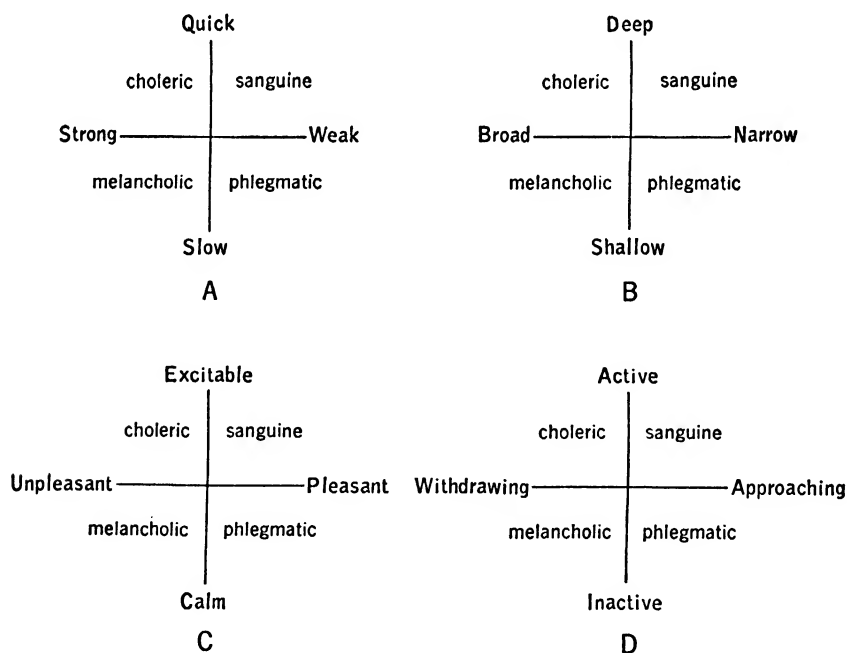 Quick
choleric sanguine
Strong Weak
melancholic phlegmatic
Slow
A
Deep
choleric sanguine
Broad Narrow
melancholic phlegmatic
Shallow
B
Excitable
choleric sanguine
Unpleasant Pleasant
melancholic phlegmatic
Calm
C
Active
choleric sanguine
Withdrawing Approaching
melancholic phlegmatic
Inactive
D